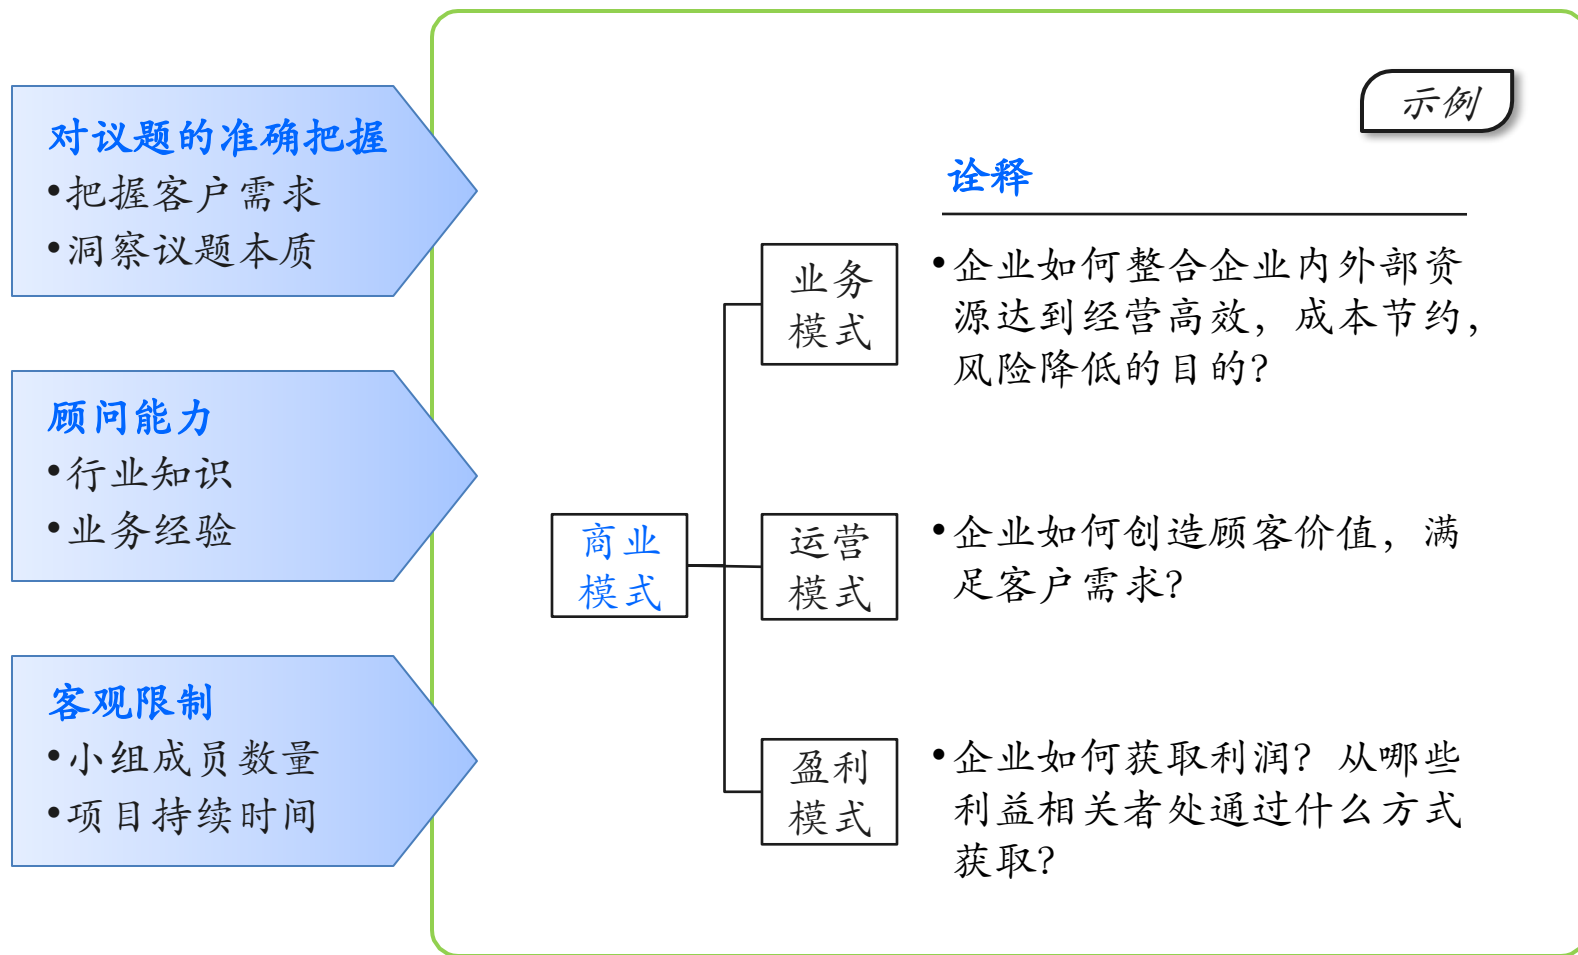 对议题的准确把握
•把握客户需求
•洞察议题本质
顾问能力
•行业知识
•业务经验
客观限制
•小组成员数量
•项目持续时间
示例
诠释
商业
模式
业务
模式
•企业如何整合企业内外部资
源达到经营高效，成本节约，
风险降低的目的？
运营
模式
•企业如何创造顾客价值，满
足客户需求？
盈利
模式
•企业如何获取利润？从哪些
利益相关者处通过什么方式
获取？